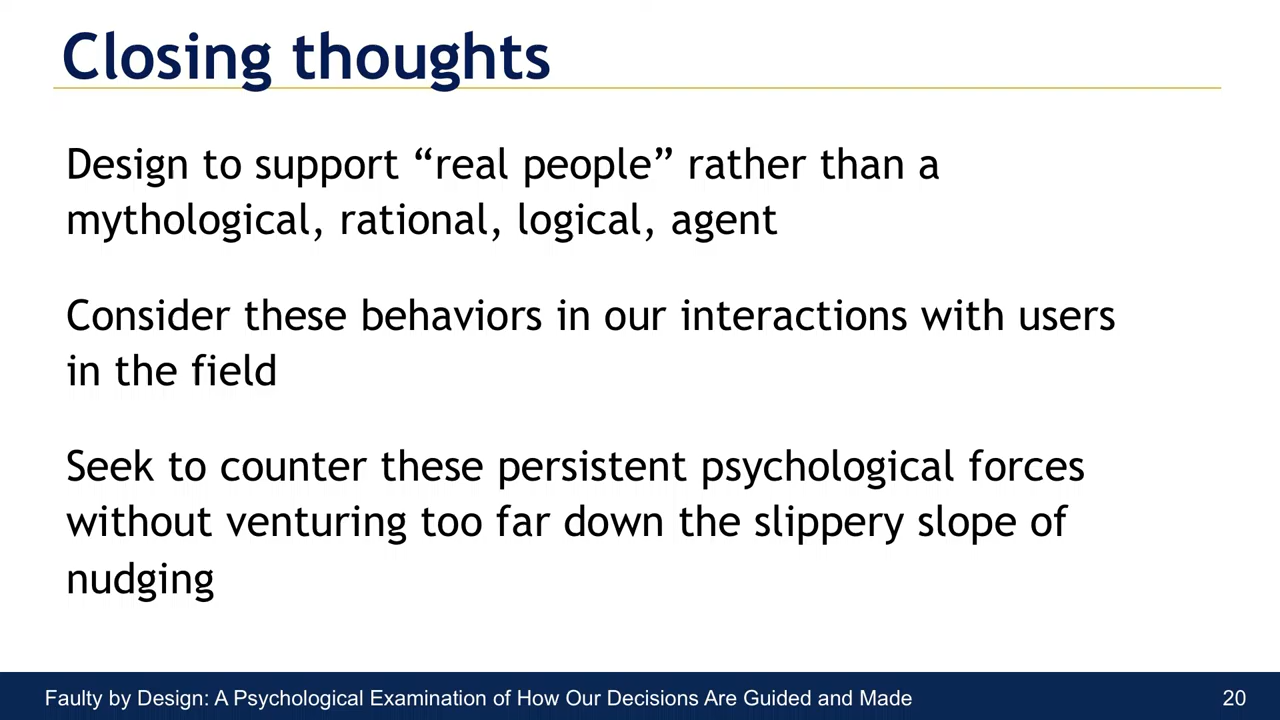 Closing thoughts
Design to support “real people” rather than a
mythological, rational, logical, agent
Consider these behaviors in our interactions with users
in the field
Seek to counter these persistent psychological forces
without venturing too far down the slippery slope of
nudging
Faulty by Design: A Psychological Examination of How Our Decisions Are Guided and Made 20